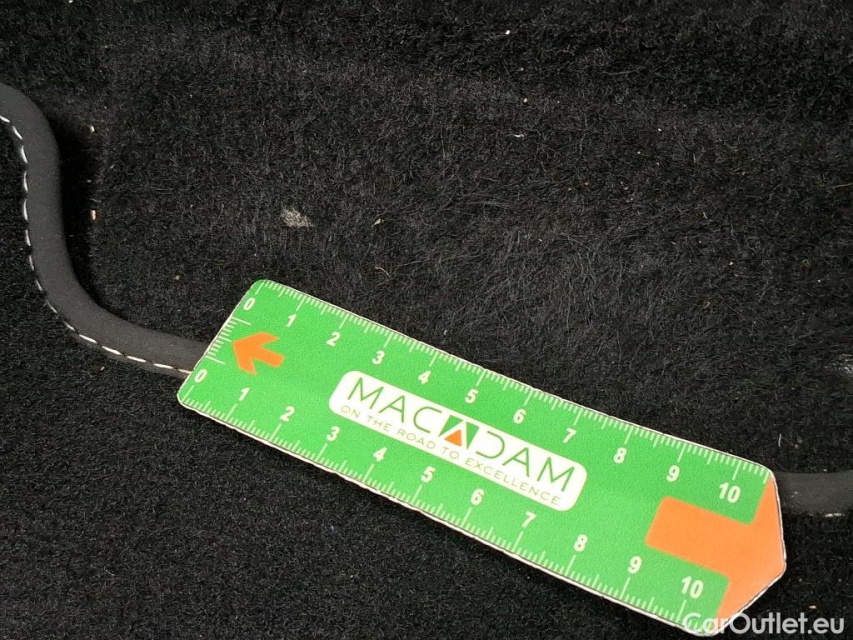 0 1 2 3 4 5 6 7 8 9 10
MACADAM
ON THE ROAD TO EXCELLENCE
0 1 2 3 4 5 6 7 8 9 10
CarOutlet.eu